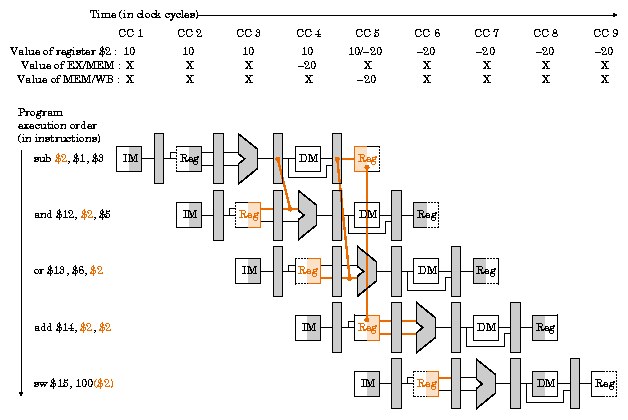 Time (in clock cycles)
CC 1 CC 2 CC 3 CC 4 CC 5 CC 6 CC 7 CC 8 CC 9
Value of register $2 : 10 10 10 10 10/–20 –20 –20 –20 –20
Value of EX/MEM : X X X –20 X X X X X
Value of MEM/WB : X X X X –20 X X X X
Program
execution order
(in instructions)
sub $2, $1, $3 IM Reg DM Reg
and $12, $2, $5 IM Reg DM Reg
or $13, $6, $2 IM Reg DM Reg
add $14, $2, $2 IM Reg DM Reg
sw $15, 100($2) IM Reg DM Reg